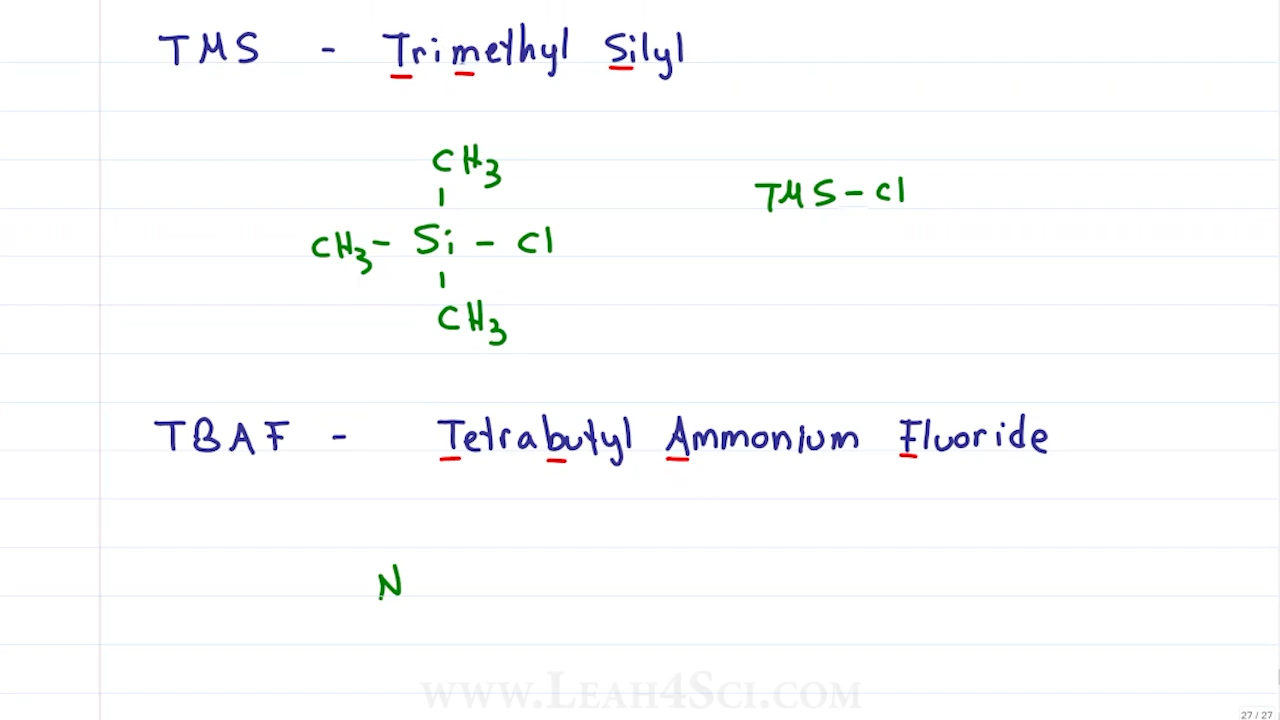 TMS - Trimethyl Silyl
CH3
TMS - Cl
CH3 - Si - Cl
CH3
TBAF - Tetrabutyl Ammonium Fluoride
N
www.Leah4Sci.com
27 / 27